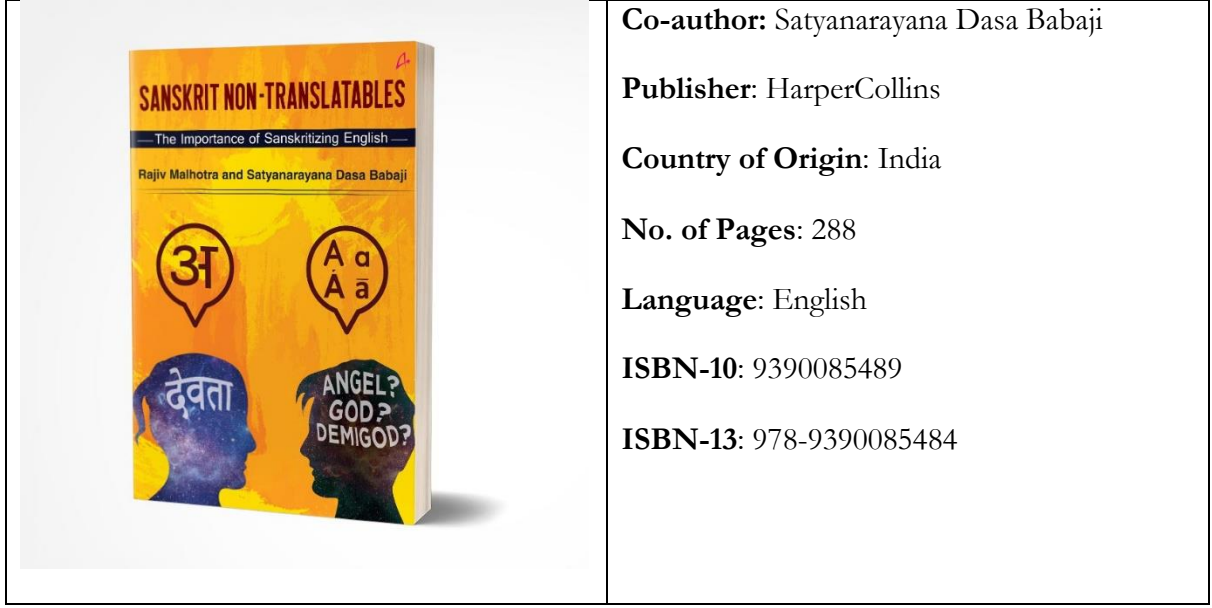 A.
SANSKRIT NON-TRANSLATABLES
The Importance of Sanskritizing English
Rajiv Malhotra and Satyanarayana Dasa Babaji
अ
A a
Ȧ ā
देवता
ANGEL?
GOD?
DEMIGOD?
Co-author: Satyanarayana Dasa Babaji
Publisher: HarperCollins
Country of Origin: India
No. of Pages: 288
Language: English
ISBN-10: 9390085489
ISBN-13: 978-9390085484